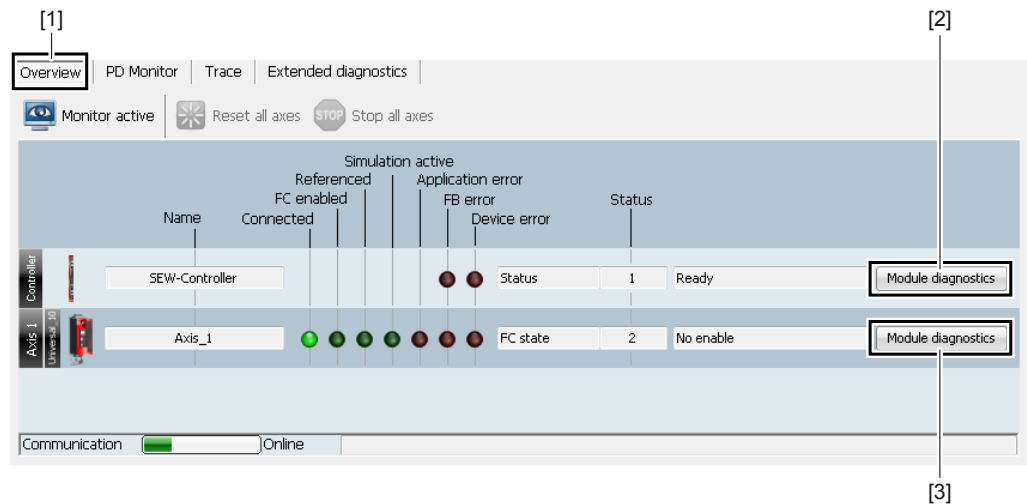 [1]
[2]
Overview
PD Monitor
Trace
Extended diagnostics
Monitor active
Reset all axes
STOP
Stop all axes
Simulation active
Referenced
Application error
FC enabled
FB error
Status
Name
Connected
Device error
Controller
SEW-Controller
Status
1
Ready
Module diagnostics
Axis 1
Universal_10
Axis_1
FC state
2
No enable
Module diagnostics
Communication
Online
[3]